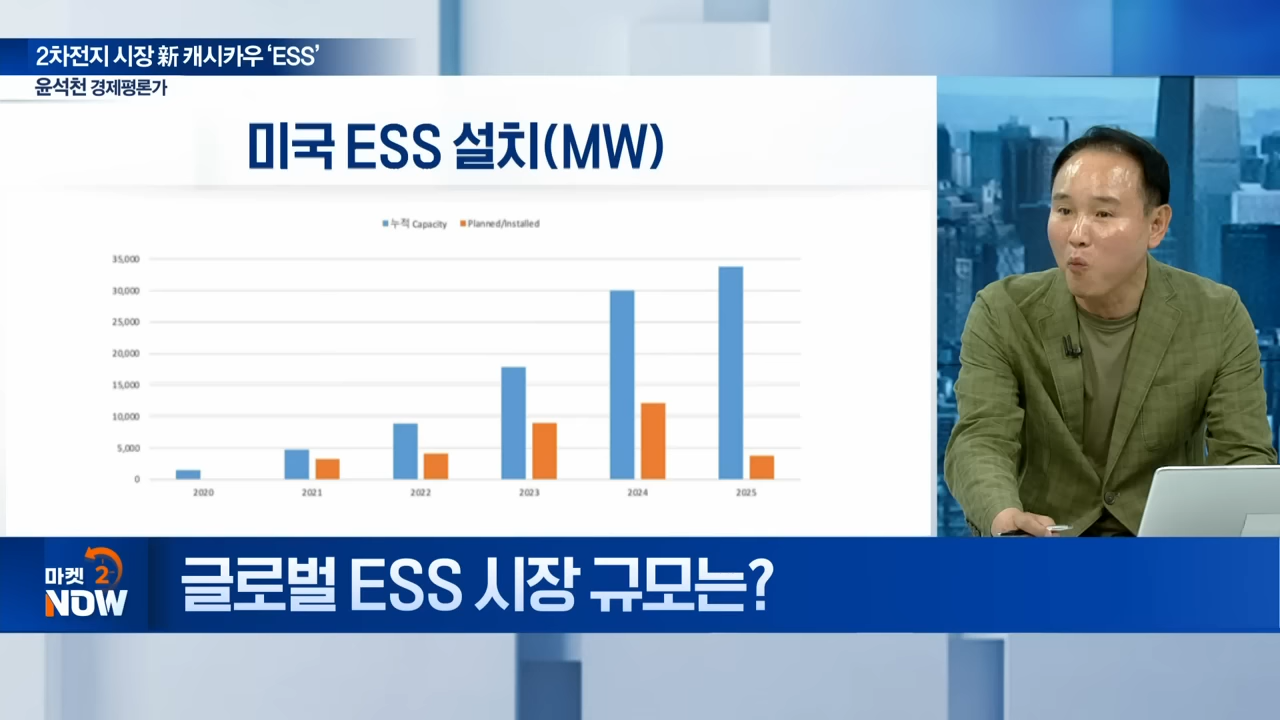 2차전지 시장 新 캐시카우 ‘ESS’
윤석천 경제평론가
미국 ESS 설치(MW)
누적 Capacity Planned/Installed
35,000
30,000
25,000
20,000
15,000
10,000
5,000
0
2020 2021 2022 2023 2024 2025
마켓 2
NOW
글로벌 ESS 시장 규모는?